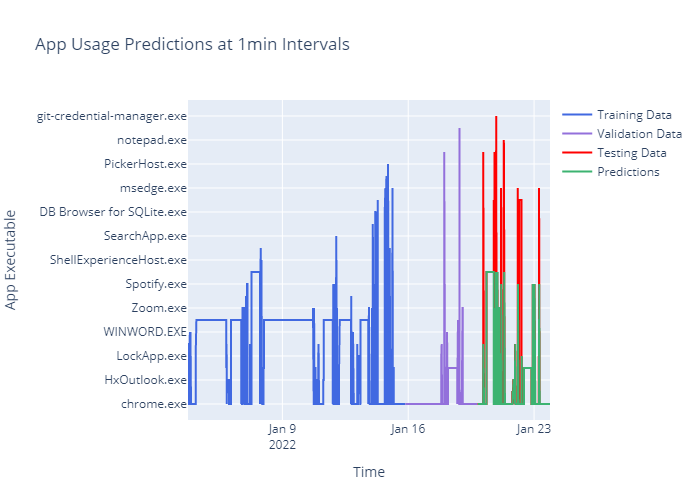 App Usage Predictions at 1min Intervals
git-credential-manager.exe
notepad.exe
PickerHost.exe
msedge.exe
DB Browser for SQLite.exe
SearchApp.exe
ShellExperienceHost.exe
Spotify.exe
Zoom.exe
WINWORD.EXE
LockApp.exe
HxOutlook.exe
chrome.exe
App Executable
Jan 9
2022
Jan 16
Jan 23
Time
Training Data
Validation Data
Testing Data
Predictions